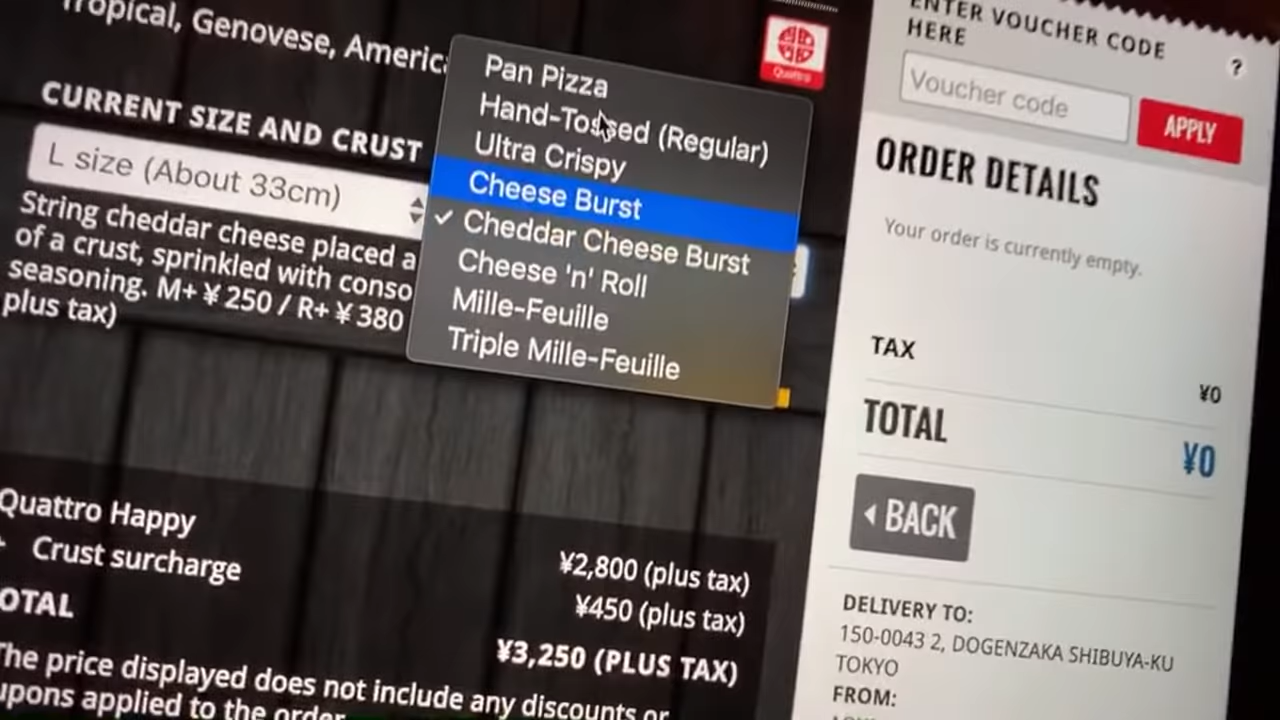 Tropical, Genovese,
CURRENT SIZE AND CRUST
L size (About 33cm)
String cheddar cheese placed a
of a crust, sprinkled with conso
seasoning. M+¥250 / R+¥380
plus tax)
Pan Pizza
Hand-Tossed (Regular)
Ultra Crispy
Cheese Burst
✓ Cheddar Cheese Burst
Cheese 'n' Roll
Mille-Feuille
Triple Mille-Feuille
Quattro
Quattro Happy
¥2,800 (plus tax)
Crust surcharge
¥450 (plus tax)
OTAL
¥3,250 (PLUS TAX)
The price displayed does not include any discounts or
upons applied to the order
ENTER VOUCHER CODE
HERE
?
Voucher code
APPLY
ORDER DETAILS
Your order is currently empty.
TAX
¥0
TOTAL
¥0
BACK
DELIVERY TO:
150-0043 2, DOGENZAKA SHIBUYA-KU
TOKYO
FROM: